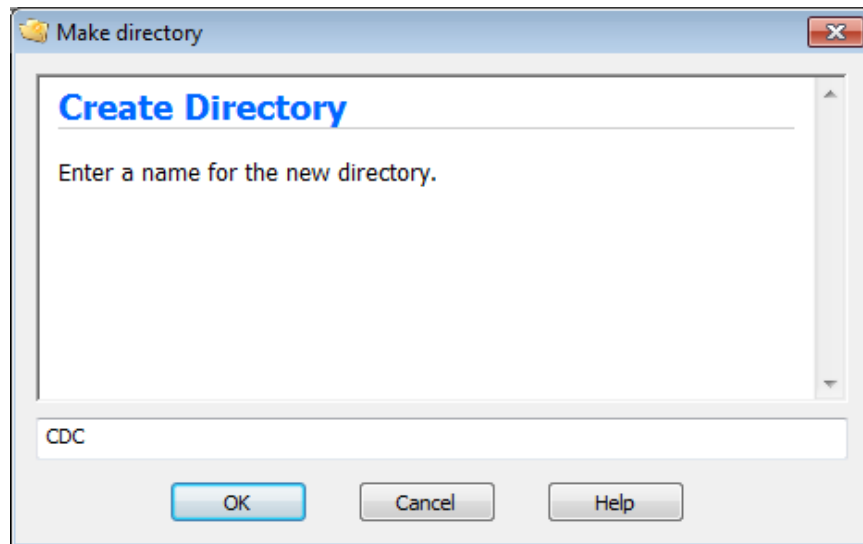 Make directory
Create Directory
Enter a name for the new directory.
CDC
OK Cancel Help